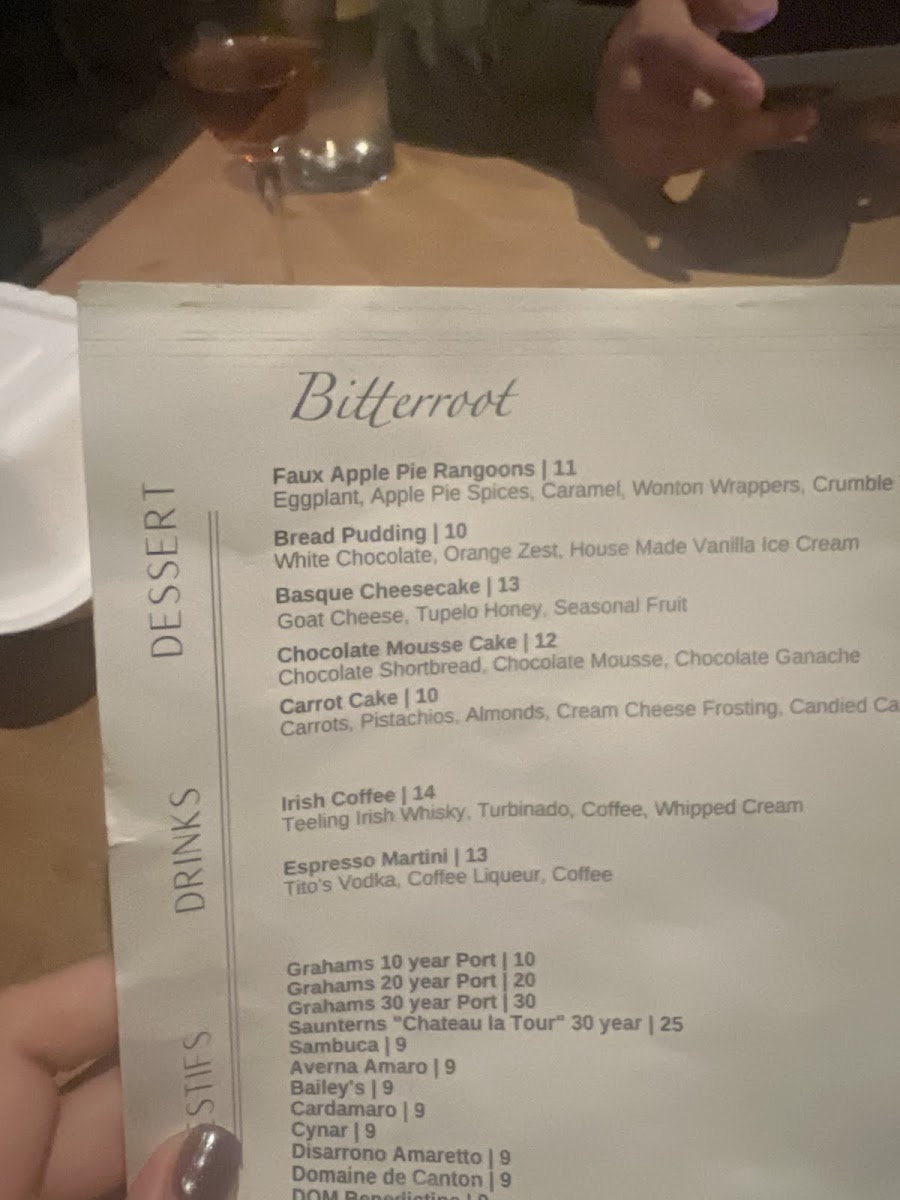 Bitterroot
DESSERT
Faux Apple Pie Rangoons | 11
Eggplant, Apple Pie Spices, Caramel, Wonton Wrappers, Crumble
Bread Pudding | 10
White Chocolate, Orange Zest, House Made Vanilla Ice Cream
Basque Cheesecake | 13
Goat Cheese, Tupelo Honey, Seasonal Fruit
Chocolate Mousse Cake | 12
Chocolate Shortbread, Chocolate Mousse, Chocolate Ganache
Carrot Cake | 10
Carrots, Pistachios, Almonds, Cream Cheese Frosting, Candied Ca
DRINKS
Irish Coffee | 14
Teeling Irish Whisky, Turbinado, Coffee, Whipped Cream
Espresso Martini | 13
Tito's Vodka, Coffee Liqueur, Coffee
STIFS
Grahams 10 year Port | 10
Grahams 20 year Port | 20
Grahams 30 year Port | 30
Saunterns "Chateau la Tour" 30 year | 25
Sambuca | 9
Averna Amaro | 9
Bailey's | 9
Cardamaro | 9
Cynar | 9
Disarrono Amaretto | 9
Domaine de Canton | 9
DOM Benedictine | 9